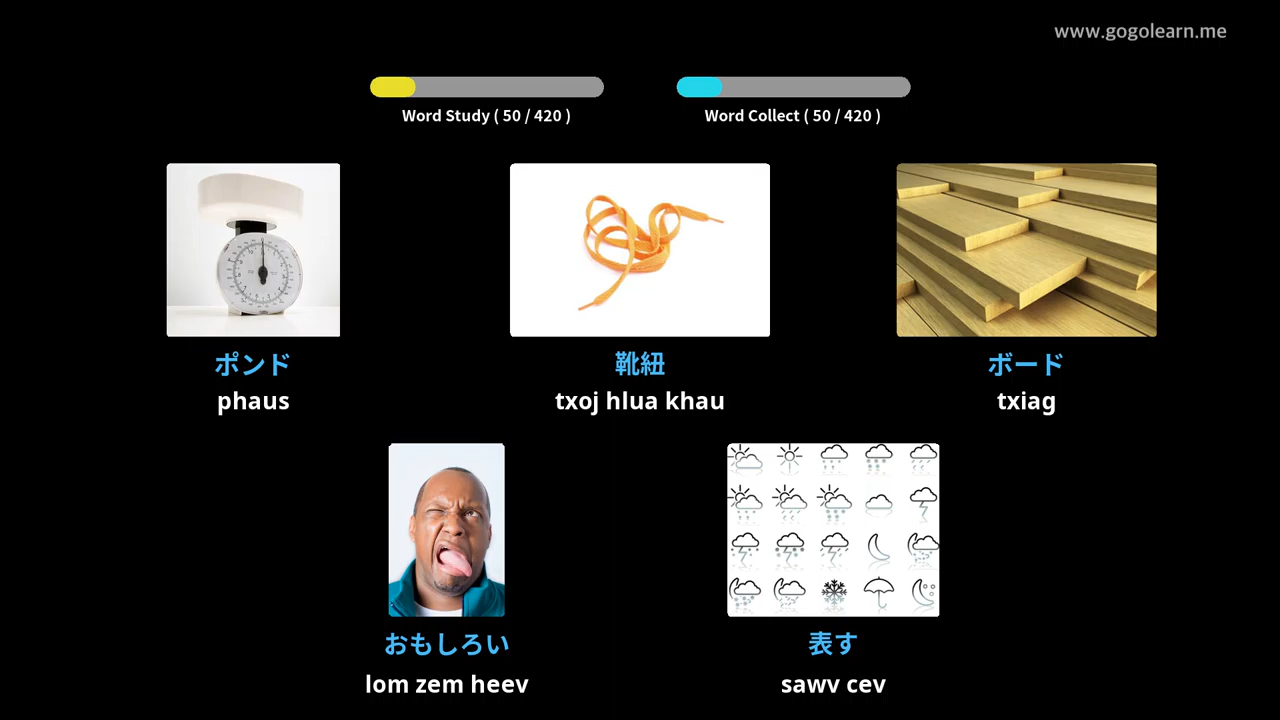 www.gogolearn.me
Word Study ( 50 / 420 )
Word Collect ( 50 / 420 )
ポンド
phaus
靴紐
txoj hlua khau
ボード
txiag
おもしろい
lom zem heev
表す
sawv cev